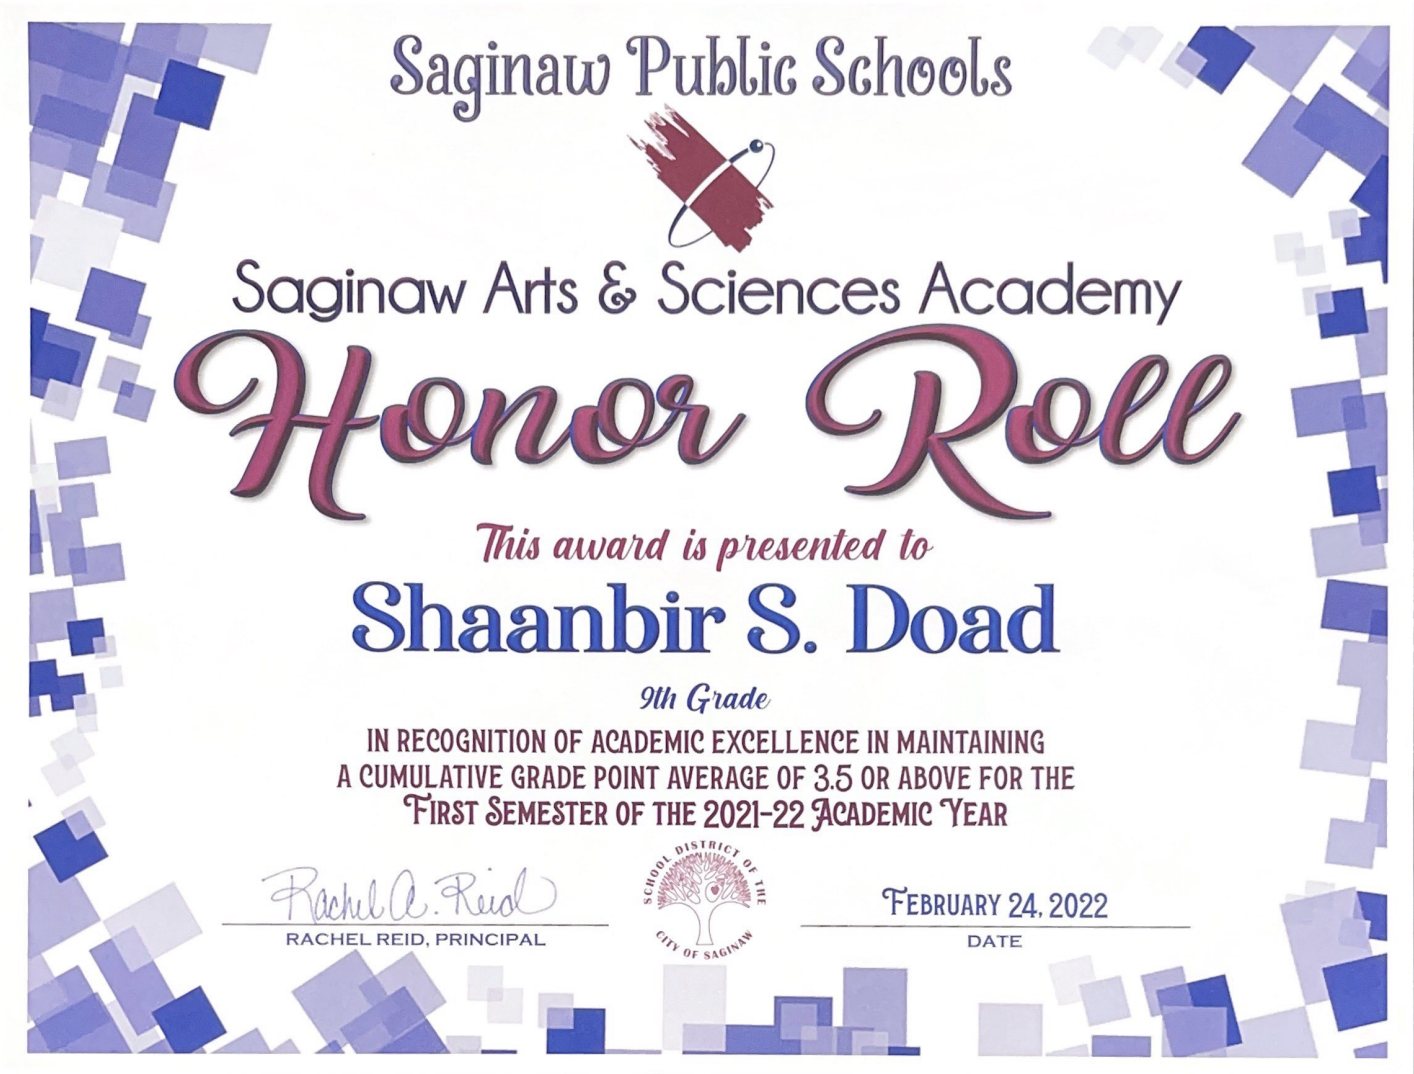 Saginaw Public Schools
Saginaw Arts & Sciences Academy
Honor Roll
This award is presented to
Shaanbir S. Doad
9th Grade
IN RECOGNITION OF ACADEMIC EXCELLENCE IN MAINTAINING
A CUMULATIVE GRADE POINT AVERAGE OF 3.5 OR ABOVE FOR THE
FIRST SEMESTER OF THE 2021-22 ACADEMIC YEAR
SCHOOL DISTRICT OF THE
CITY OF SAGINAW
Rachel A. Reid
RACHEL REID, PRINCIPAL
FEBRUARY 24, 2022
DATE